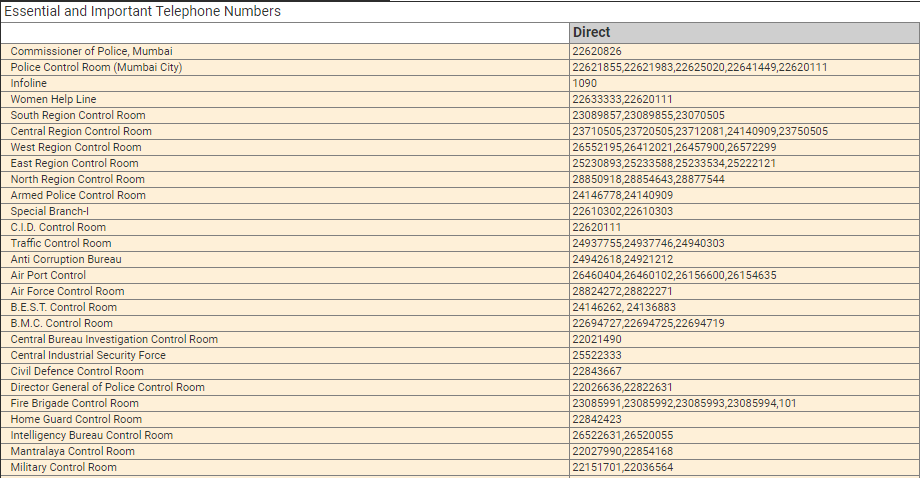 Essential and Important Telephone Numbers
Direct
Commissioner of Police, Mumbai 22620826
Police Control Room (Mumbai City) 22621855,22621983,22625020,22641449,22620111
Infoline 1090
Women Help Line 22633333,22620111
South Region Control Room 23089857,23089855,23070505
Central Region Control Room 23710505,23720505,23712081,24140909,23750505
West Region Control Room 26552195,26412021,26457900,26572299
East Region Control Room 25230893,25233588,25233534,25222121
North Region Control Room 28850918,28854643,28877544
Armed Police Control Room 24146778,24140909
Special Branch-I 22610302,22610303
C.I.D. Control Room 22620111
Traffic Control Room 24937755,24937746,24940303
Anti Corruption Bureau 24942618,24921212
Air Port Control 26460404,26460102,26156600,26154635
Air Force Control Room 28824272,28822271
B.E.S.T. Control Room 24146262, 24136883
B.M.C. Control Room 22694727,22694725,22694719
Central Bureau Investigation Control Room 22021490
Central Industrial Security Force 25522333
Civil Defence Control Room 22843667
Director General of Police Control Room 22026636,22822631
Fire Brigade Control Room 23085991,23085992,23085993,23085994,101
Home Guard Control Room 22842423
Intelligency Bureau Control Room 26522631,26520055
Mantralaya Control Room 22027990,22854168
Military Control Room 22151701,22036564